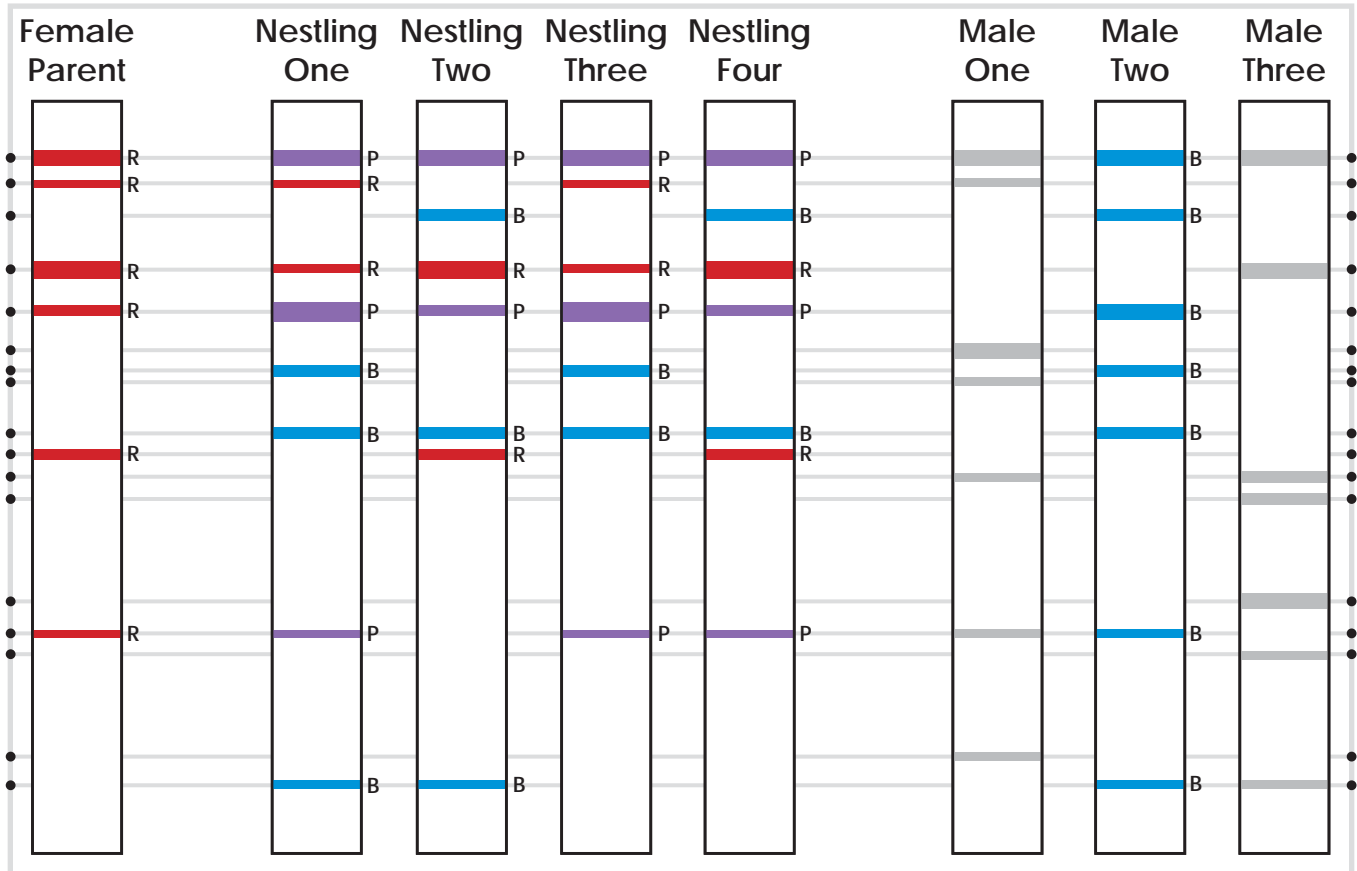 Female Nestling Nestling Nestling Nestling Male Male Male
Parent One Two Three Four One Two Three
R P P P P B
R R R
B B B
R R R R R
R P P P P B
B B B
B B B B B
R R R
R P P P B
B B B